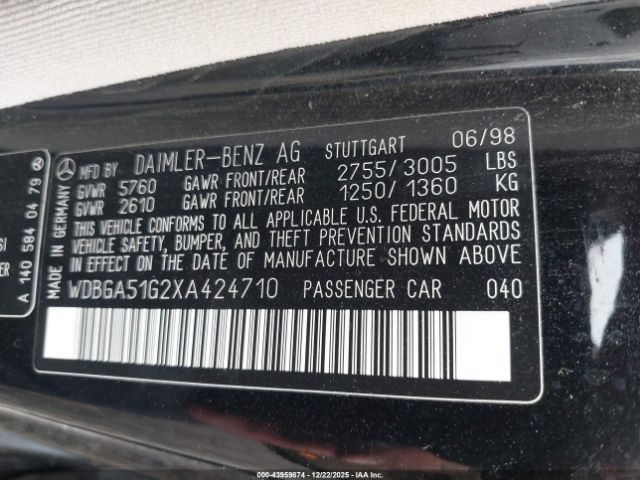 MFD BY DAIMLER-BENZ AG STUTTGART 06/98
GVWR 5760 GAWR FRONT/REAR 2755/3005 LBS
GVWR 2610 GAWR FRONT/REAR 1250/1360 KG
THIS VEHICLE CONFORMS TO ALL APPLICABLE U.S. FEDERAL MOTOR
VEHICLE SAFETY, BUMPER, AND THEFT PREVENTION STANDARDS
IN EFFECT ON THE DATE OF MANUFACTURE SHOWN ABOVE
WDBGA51G2XA424710 PASSENGER CAR 040
MADE IN GERMANY
A 140 584 04 79
000-43959874 | 12/22/2025 - IAA Inc.